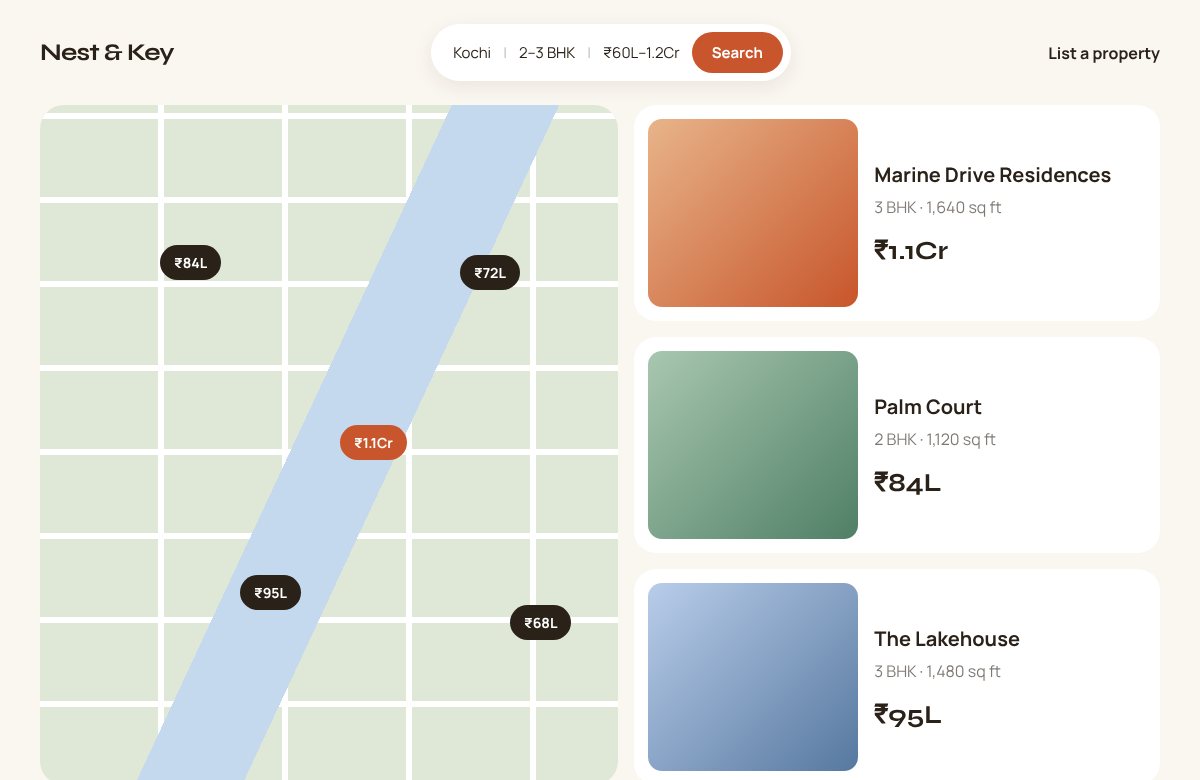 Nest & Key
Kochi | 2–3 BHK | ₹60L–1.2Cr Search
List a property
₹84L
₹72L
₹1.1Cr
₹95L
₹68L
Marine Drive Residences
3 BHK · 1,640 sq ft
₹1.1Cr
Palm Court
2 BHK · 1,120 sq ft
₹84L
The Lakehouse
3 BHK · 1,480 sq ft
₹95L